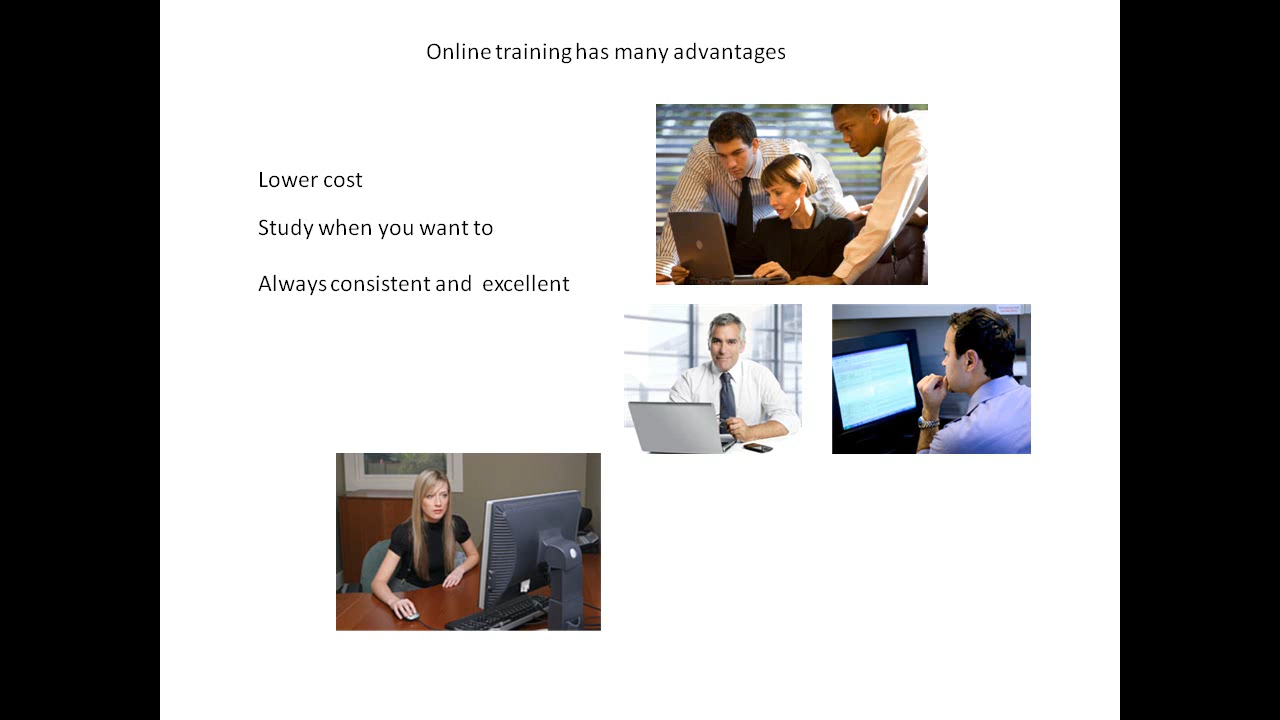 Online training has many advantages
Lower cost
Study when you want to
Always consistent and  excellent